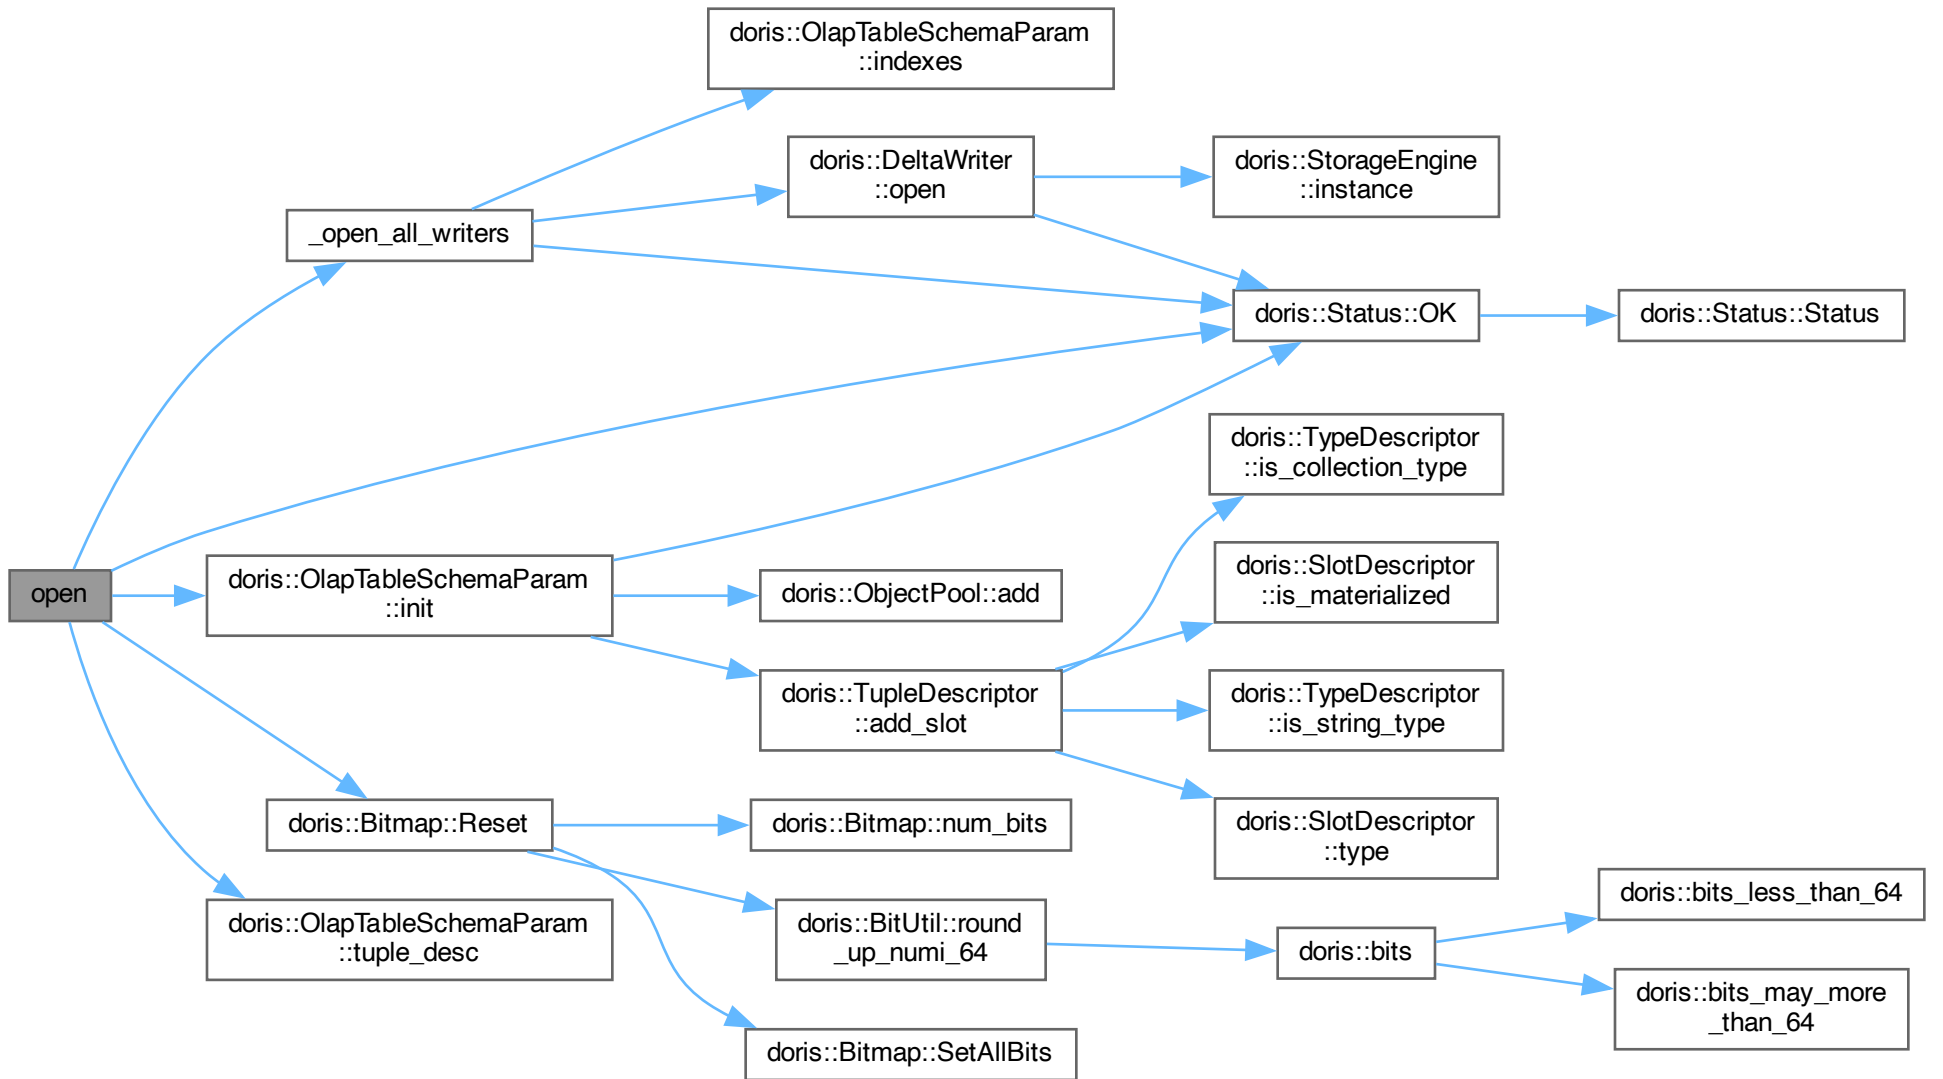 doris::OlapTableSchemaParam
::indexes
doris::DeltaWriter
::open
doris::StorageEngine
::instance
_open_all_writers
doris::Status::OK
doris::Status::Status
doris::TypeDescriptor
::is_collection_type
open
doris::OlapTableSchemaParam
::init
doris::ObjectPool::add
doris::SlotDescriptor
::is_materialized
doris::TupleDescriptor
::add_slot
doris::TypeDescriptor
::is_string_type
doris::SlotDescriptor
::type
doris::Bitmap::Reset
doris::Bitmap::num_bits
doris::OlapTableSchemaParam
::tuple_desc
doris::BitUtil::round
_up_numi_64
doris::bits
doris::bits_less_than_64
doris::bits_may_more
_than_64
doris::Bitmap::SetAllBits